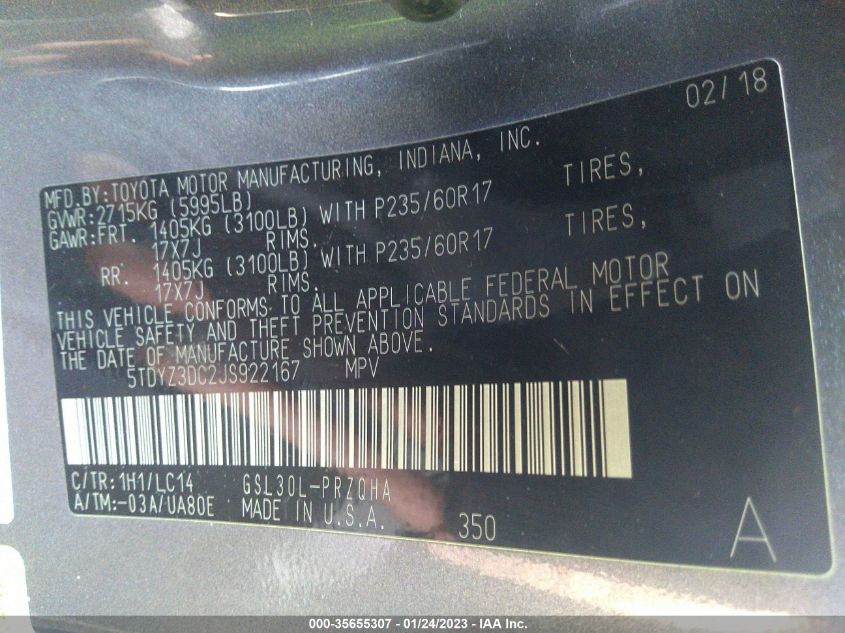 02/18
MFD.BY:TOYOTA MOTOR MANUFACTURING, INDIANA, INC.
GVWR:2715KG (5995LB)
GAWR:FRT. 1405KG (3100LB) WITH P235/60R17 TIRES,
17X7J RIMS.
RR. 1405KG (3100LB) WITH P235/60R17 TIRES,
17X7J RIMS.
THIS VEHICLE CONFORMS TO ALL APPLICABLE FEDERAL MOTOR
VEHICLE SAFETY AND THEFT PREVENTION STANDARDS IN EFFECT ON
THE DATE OF MANUFACTURE SHOWN ABOVE.
5TDYZ3DC2JS922167 MPV
C/TR:1H1/LC14 GSL30L-PRZQHA
A/TM:-03A/UA80E MADE IN U.S.A. 350
A
000-35655307 — 01/24/2023 — IAA Inc.